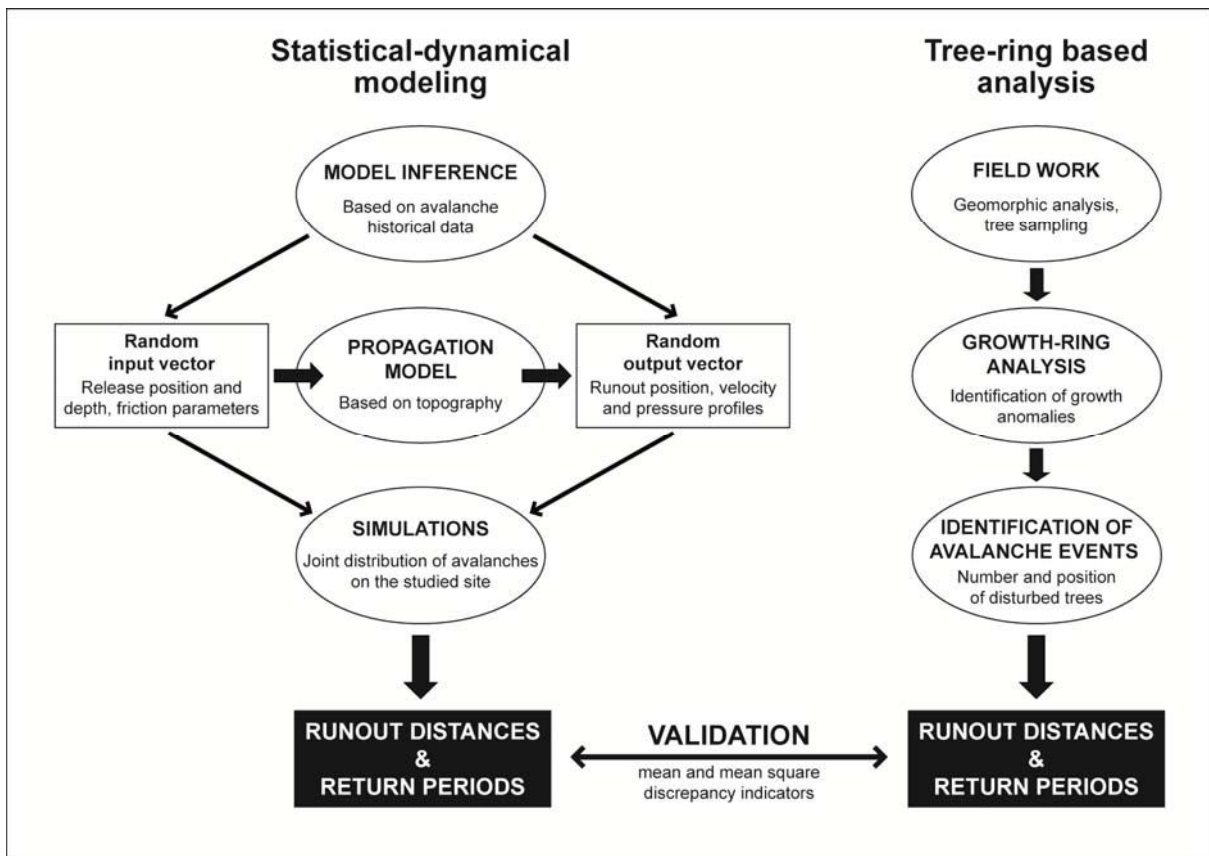 Statistical-dynamical
modeling
MODEL INFERENCE
Based on avalanche
historical data
Random
input vector
Release position and
depth, friction parameters
PROPAGATION
MODEL
Based on topography
Random
output vector
Runout position, velocity
and pressure profiles
SIMULATIONS
Joint distribution of avalanches
on the studied site
RUNOUT DISTANCES
&
RETURN PERIODS
VALIDATION
mean and mean square
discrepancy indicators
Tree-ring based
analysis
FIELD WORK
Geomorphic analysis,
tree sampling
GROWTH-RING
ANALYSIS
Identification of growth
anomalies
IDENTIFICATION OF
AVALANCHE EVENTS
Number and position
of disturbed trees
RUNOUT DISTANCES
&
RETURN PERIODS